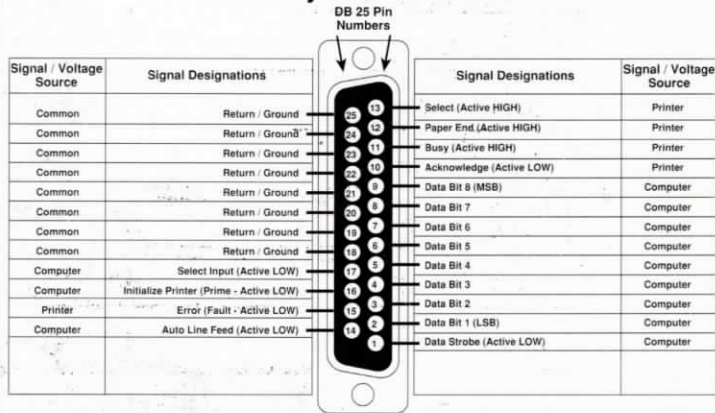 DB 25 Pin
Numbers
Signal / Voltage
Source
Signal Designations
Common
Return / Ground
Common
Return / Ground
Common
Return / Ground
Common
Return / Ground
Common
Return / Ground
Common
Return / Ground
Common
Return / Ground
Common
Return / Ground
Computer
Select Input (Active LOW)
Computer
Initialize Printer (Prime - Active LOW)
Printer
Error (Fault - Active LOW)
Computer
Auto Line Feed (Active LOW)
25
24
23
22
21
20
19
18
17
16
15
14
13
12
11
10
9
8
7
6
5
4
3
2
1
Signal Designations
Signal / Voltage
Source
Select (Active HIGH)
Printer
Paper End (Active HIGH)
Printer
Busy (Active HIGH)
Printer
Acknowledge (Active LOW)
Printer
Data Bit 8 (MSB)
Computer
Data Bit 7
Computer
Data Bit 6
Computer
Data Bit 5
Computer
Data Bit 4
Computer
Data Bit 3
Computer
Data Bit 2
Computer
Data Bit 1 (LSB)
Computer
Data Strobe (Active LOW)
Computer